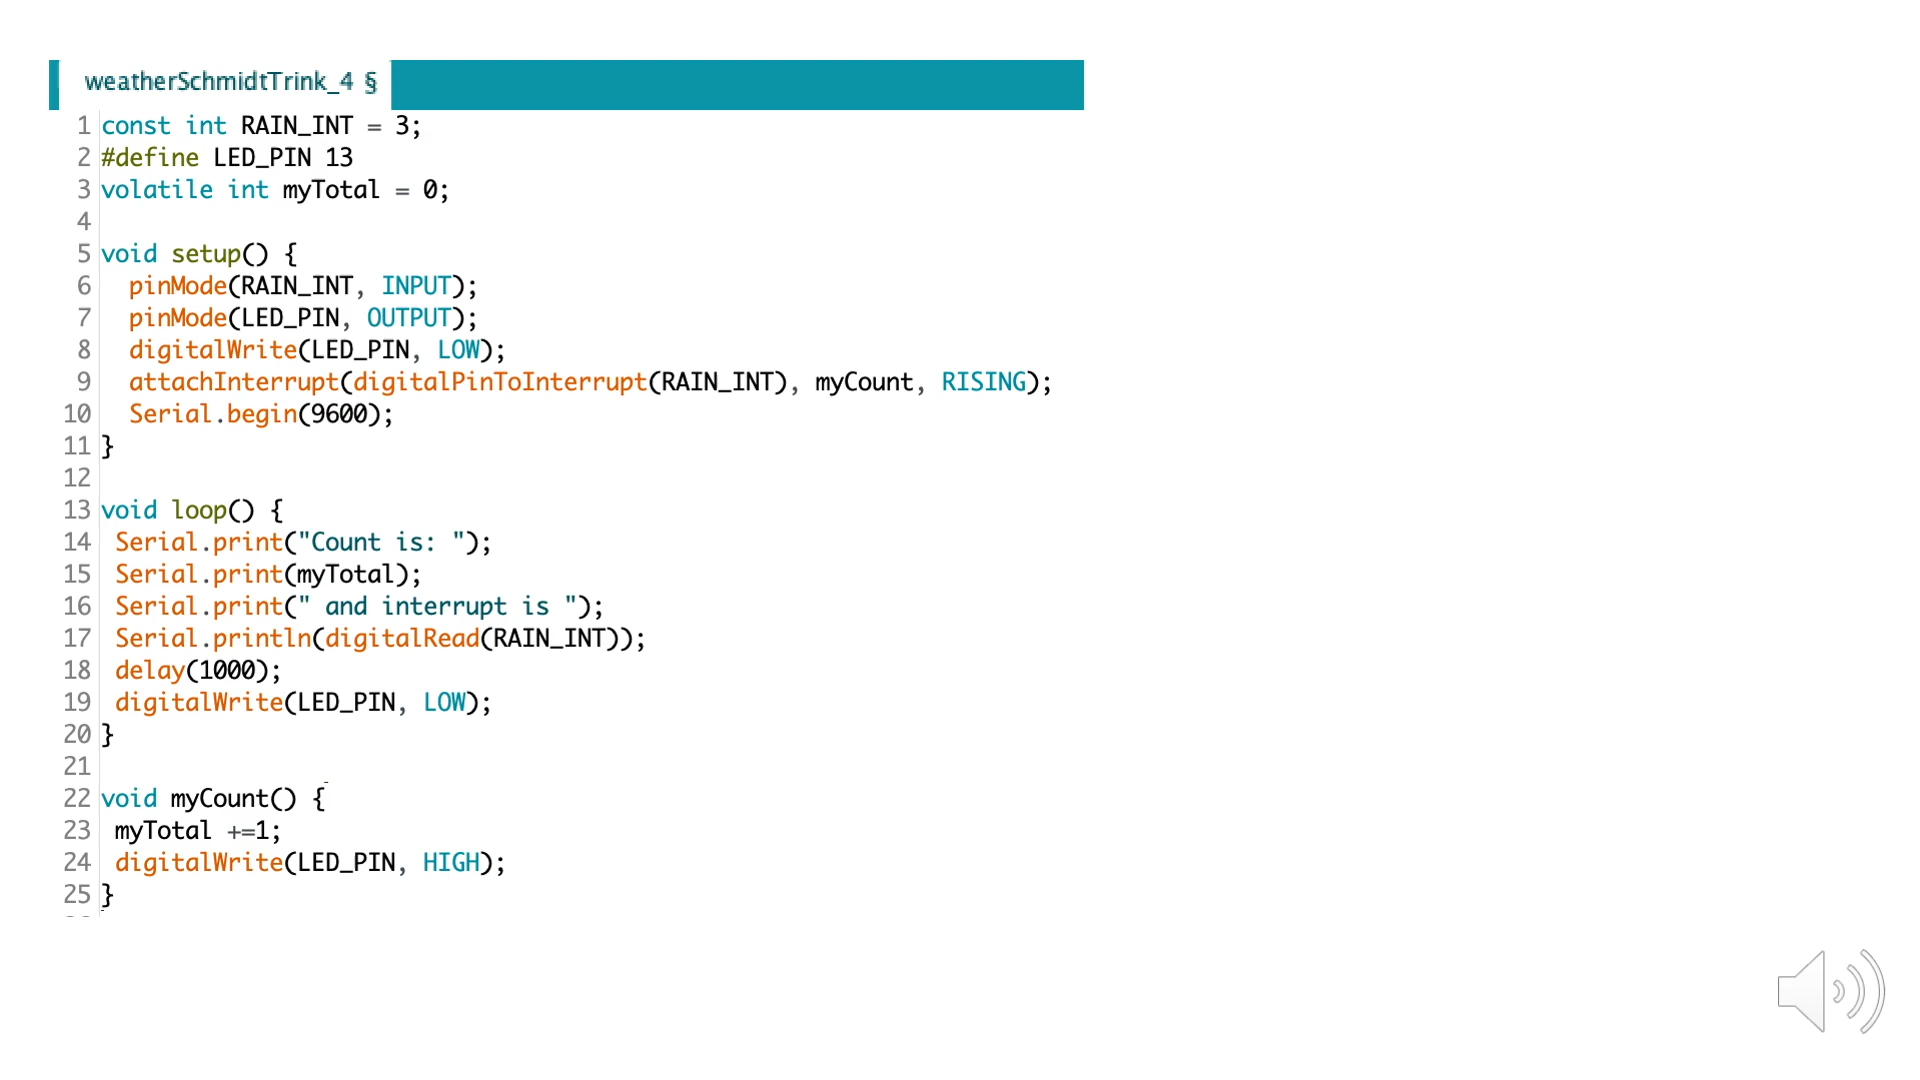 weatherSchmidtTrink_4 §
1 const int RAIN_INT = 3;
2 #define LED_PIN 13
3 volatile int myTotal = 0;
4
5 void setup() {
6   pinMode(RAIN_INT, INPUT);
7   pinMode(LED_PIN, OUTPUT);
8   digitalWrite(LED_PIN, LOW);
9   attachInterrupt(digitalPinToInterrupt(RAIN_INT), myCount, RISING);
10   Serial.begin(9600);
11 }
12
13 void loop() {
14  Serial.print("Count is: ");
15  Serial.print(myTotal);
16  Serial.print(" and interrupt is ");
17  Serial.println(digitalRead(RAIN_INT));
18  delay(1000);
19  digitalWrite(LED_PIN, LOW);
20 }
21
22 void myCount() {
23  myTotal +=1;
24  digitalWrite(LED_PIN, HIGH);
25 }